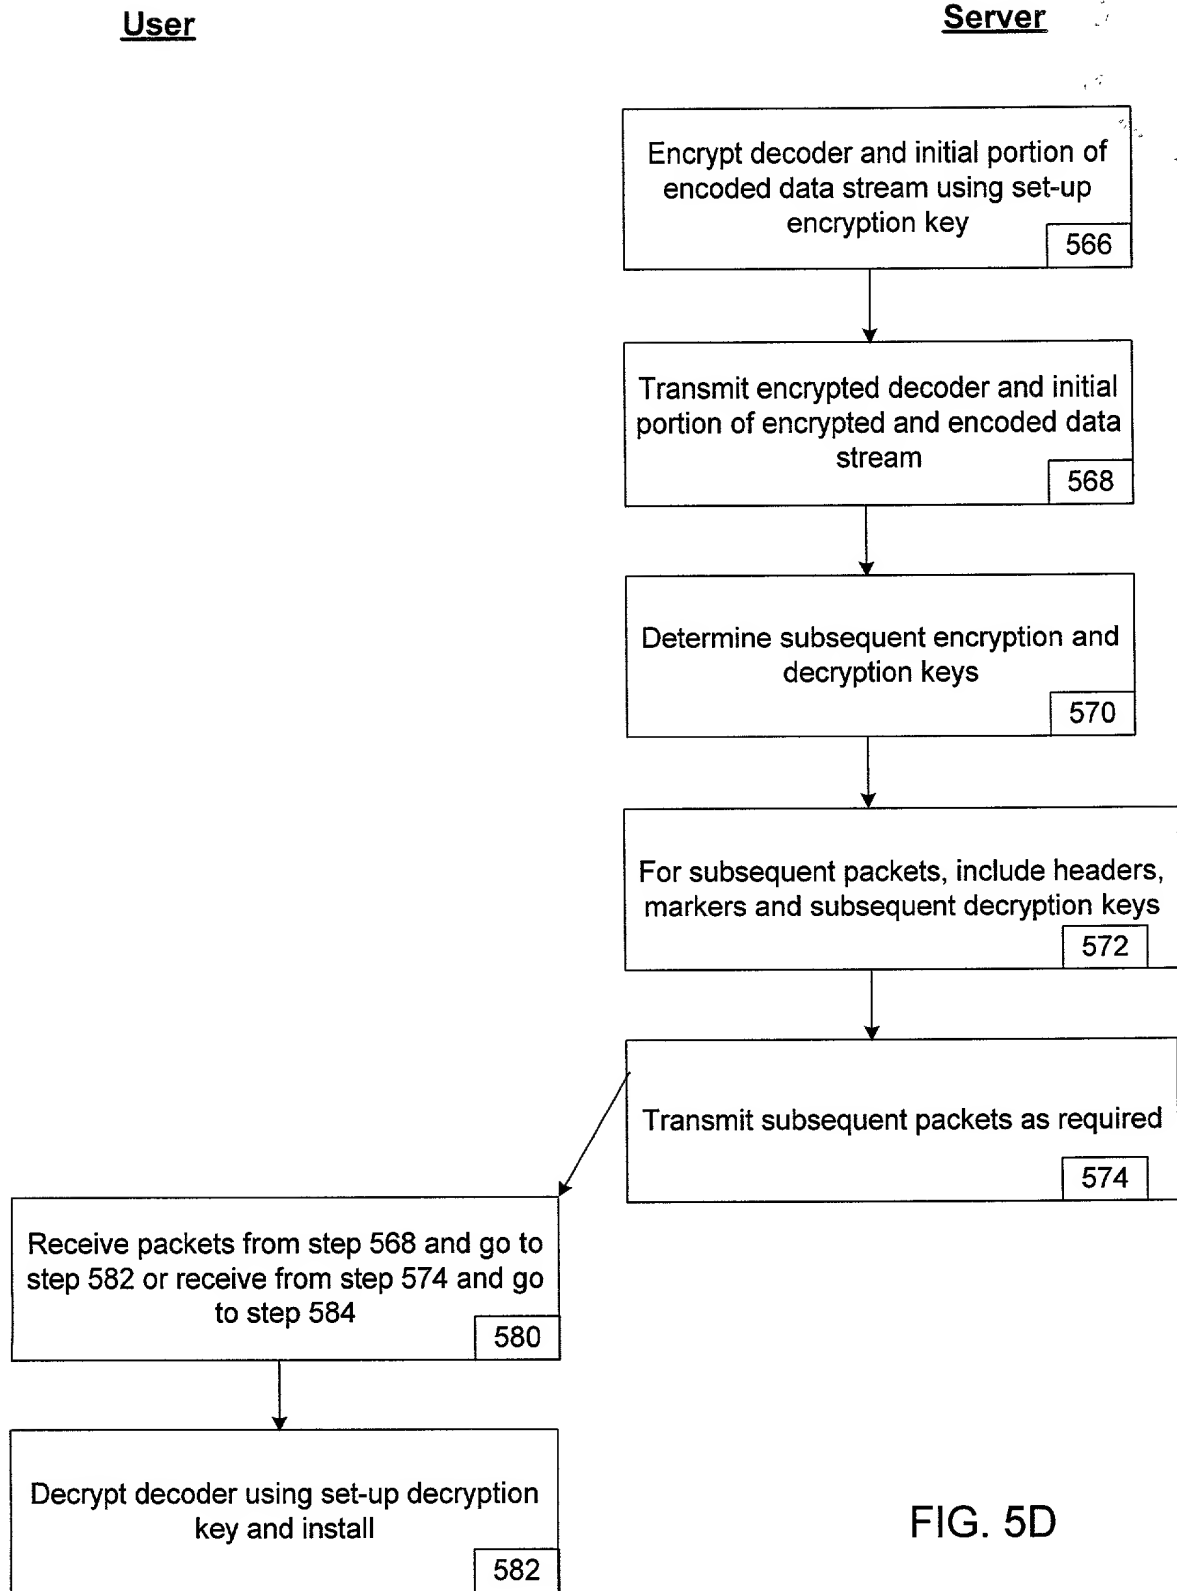 User
Server
Encrypt decoder and initial portion of
encoded data stream using set-up
encryption key
566
Transmit encrypted decoder and initial
portion of encrypted and encoded data
stream
568
Determine subsequent encryption and
decryption keys
570
For subsequent packets, include headers,
markers and subsequent decryption keys
572
Transmit subsequent packets as required
574
Receive packets from step 568 and go to
step 582 or receive from step 574 and go
to step 584
580
Decrypt decoder using set-up decryption
key and install
582
FIG. 5D